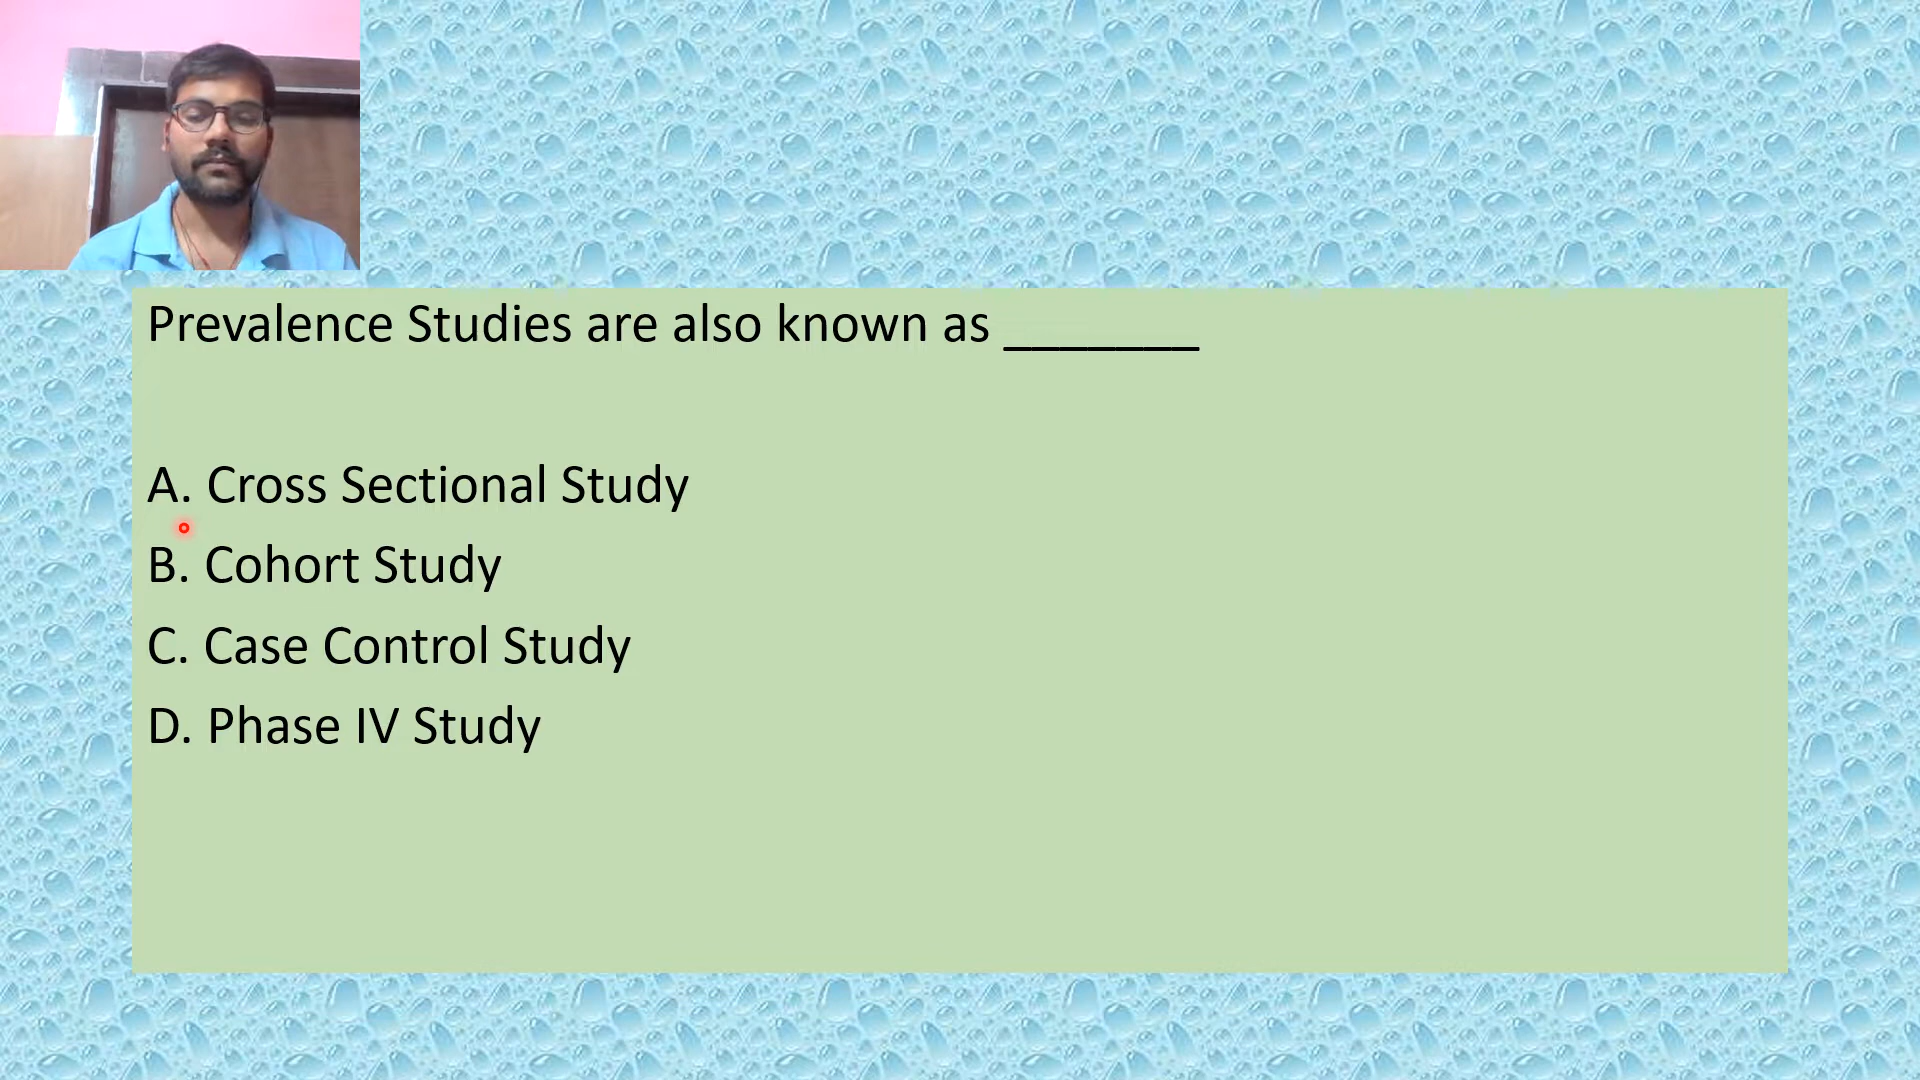 Prevalence Studies are also known as _______
A. Cross Sectional Study
B. Cohort Study
C. Case Control Study
D. Phase IV Study